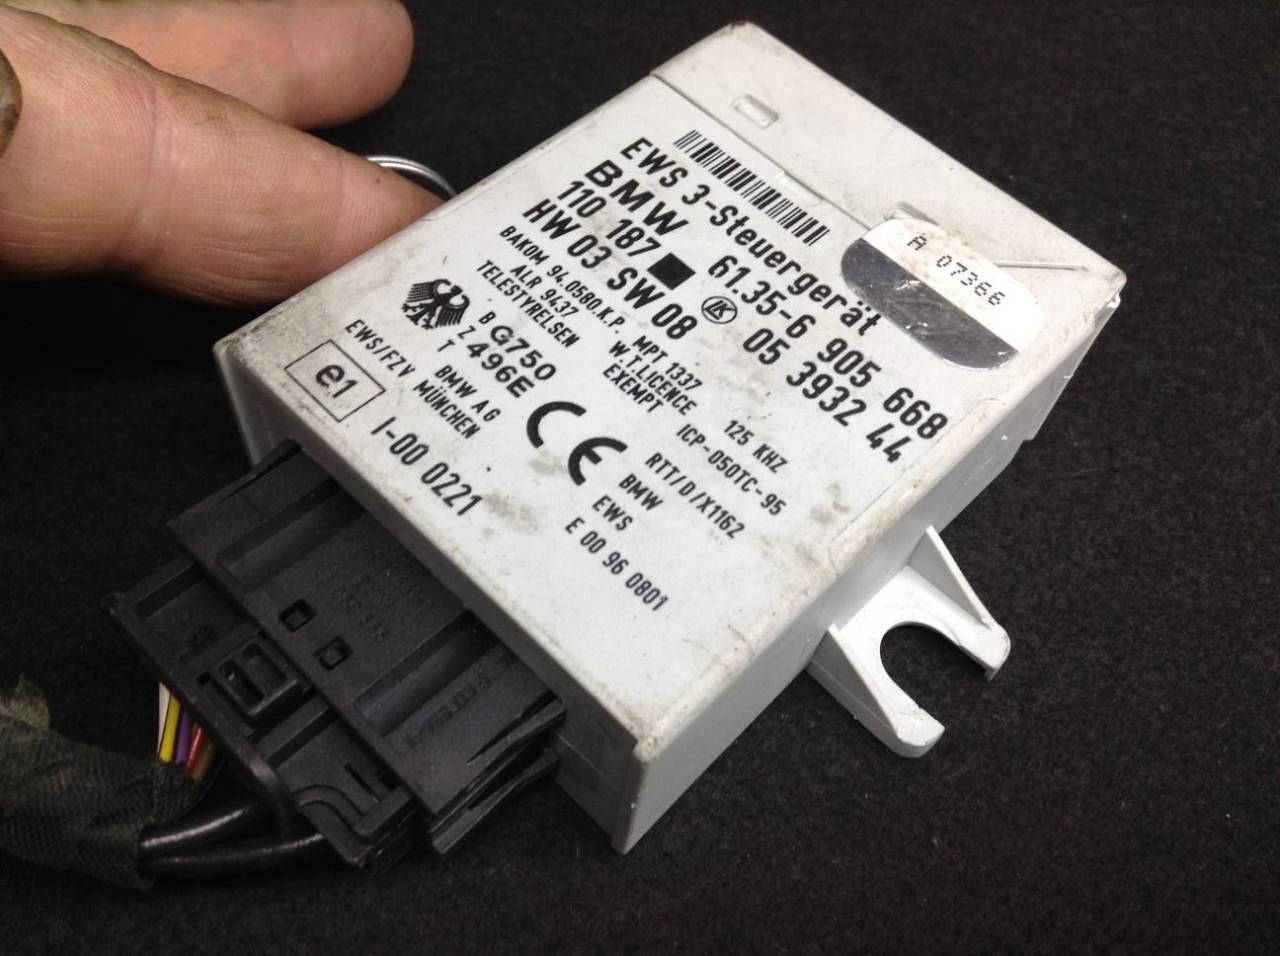 EWS 3-Steuergerät
BMW 61.35-6 905 668
110 187 LK 05 3932 44
HW 03 SW 08
A 07366
BAKOM 94.0580.K.P. MPT 1337 125 KHZ
ALR 9437 W.T.LICENCE ICP-050TC-95
TELESTYRELSEN EXEMPT RTT/D/X1162
B G750
Z 496E
T
CE
BMW
EWS
E 00 96 0801
BMW AG
MÜNCHEN
EWS/FZV
e1
I-00 0221